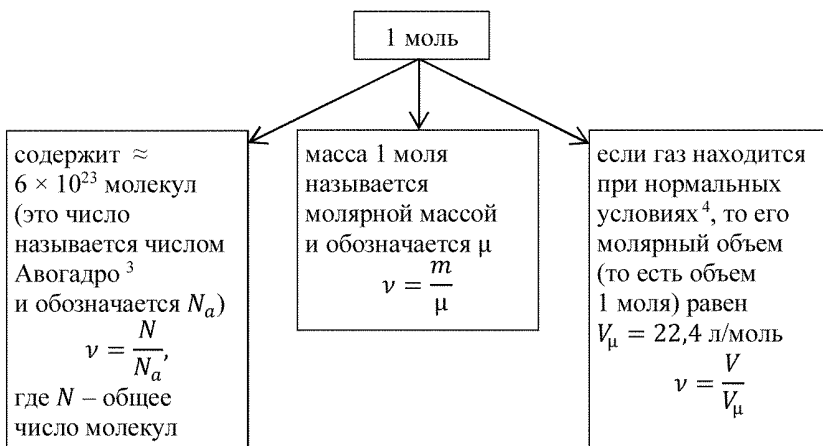 1 моль
содержит ≈
6 × 10²³ молекул
(это число
называется числом
Авогадро ³
и обозначается Nₐ)
ν = N/Nₐ,
где N – общее
число молекул
масса 1 моля
называется
молярной массой
и обозначается μ
ν = m/μ
если газ находится
при нормальных
условиях ⁴, то его
молярный объем
(то есть объем
1 моля) равен
V_μ = 22,4 л/моль
ν = V/V_μ